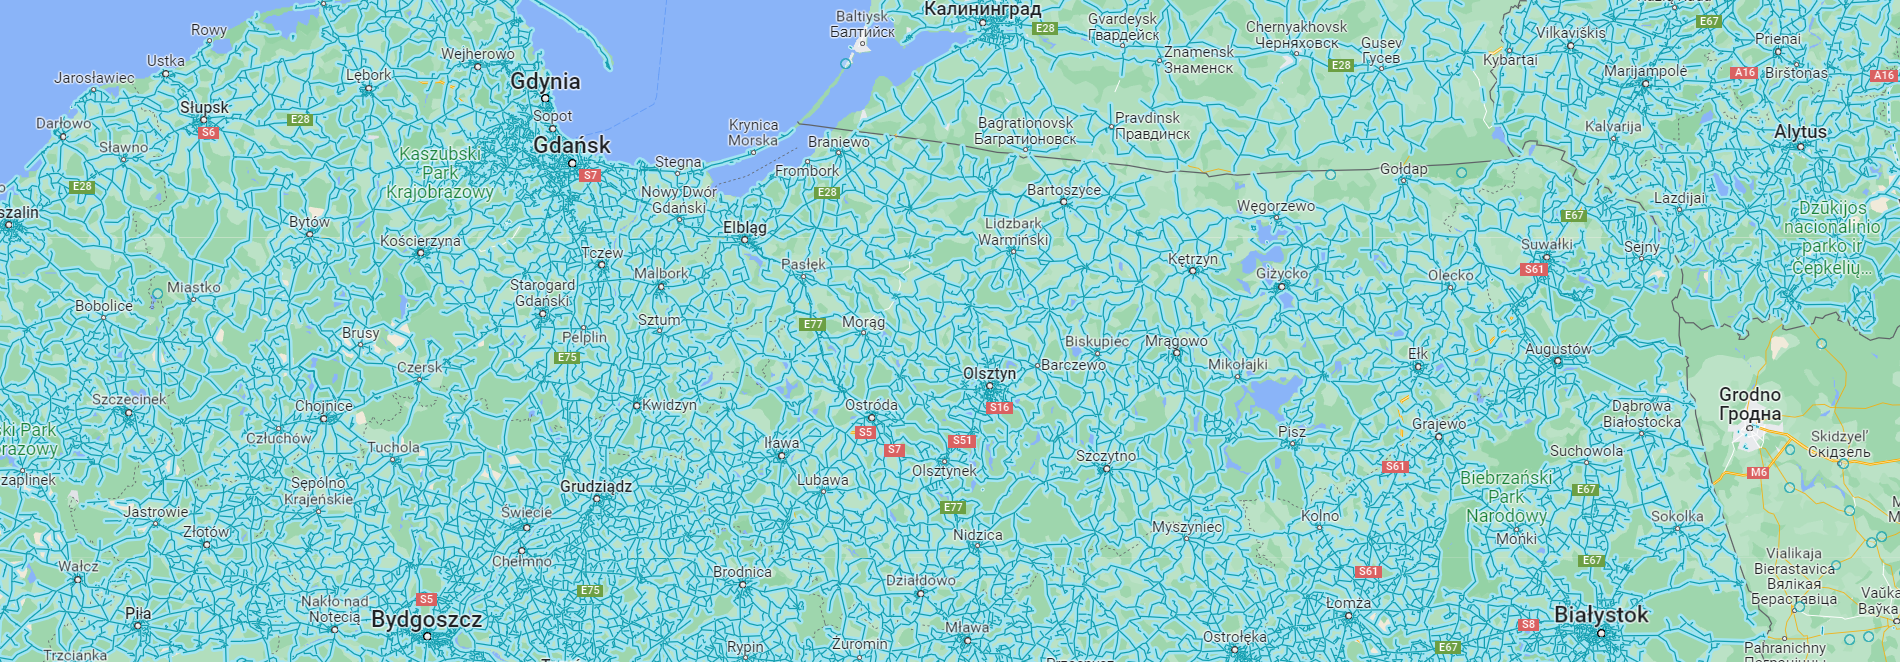 Калининград
Baltiysk
Балтийск
E28
Gvardeysk
Гвардейск
Chernyakhovsk
Черняховск
Znamensk
Знаменск
Gusev
Гусев
E28
Kybartai
Vilkaviškis
E67
Prienai
Birštonas
A16
A16
Marijampolė
Kalvarija
Alytus
Rowy
Ustka
Jarosławiec
Lębork
Wejherowo
Gdynia
Sopot
Słupsk
S6
E28
Darłowo
Sławno
Gdańsk
S7
Kaszubski
Park
Krajobrazowy
Krynica
Morska
Stegna
Braniewo
Frombork
E28
Nowy Dwór
Gdański
Bagrationovsk
Багратионовск
Pravdinsk
Правдинск
Bartoszyce
Gołdap
Węgorzewo
E67
Lazdijai
Dzūkijos
nacionalinio
parko ir
Čepkelių...
E28
szalin
Bytów
Kościerzyna
Elbląg
Tczew
Malbork
Pasłęk
Lidzbark
Warmiński
Kętrzyn
Giżycko
Olecko
Suwałki
S61
Sejny
Miastko
Bobolice
Starogard
Gdański
Pelplin
Sztum
E77
Morąg
Brusy
E75
Czersk
Biskupiec
Mrągowo
Barczewo
Mikołajki
Olsztyn
S16
Ełk
Augustów
Grodno
Гродна
Szczecinek
Chojnice
Człuchów
Kwidzyn
Ostróda
S5
S7
S51
Olsztynek
Iława
Pisz
Grajewo
S61
Dąbrowa
Białostocka
Suchowola
Skidzyel'
Скідзель
M6
Tuchola
zaplinek
Sępólno
Krajeńskie
Grudziądz
Lubawa
Szczytno
Biebrzański
Park
Narodowy
E67
Jastrowie
Złotów
Świecie
E77
Nidzica
Myszyniec
Kolno
Mońki
Sokolka
Wałcz
Chełmno
Brodnica
Działdowo
S61
E67
Vialikaja
Bierastavica
Вялікая
Бераставіца
Piła
Nakło nad
Notecią
S5
Bydgoszcz
E75
Łomża
S8
Białystok
Trzcianka
Rypin
Żuromin
Mława
Ostrołęka
E67
Pahranichny